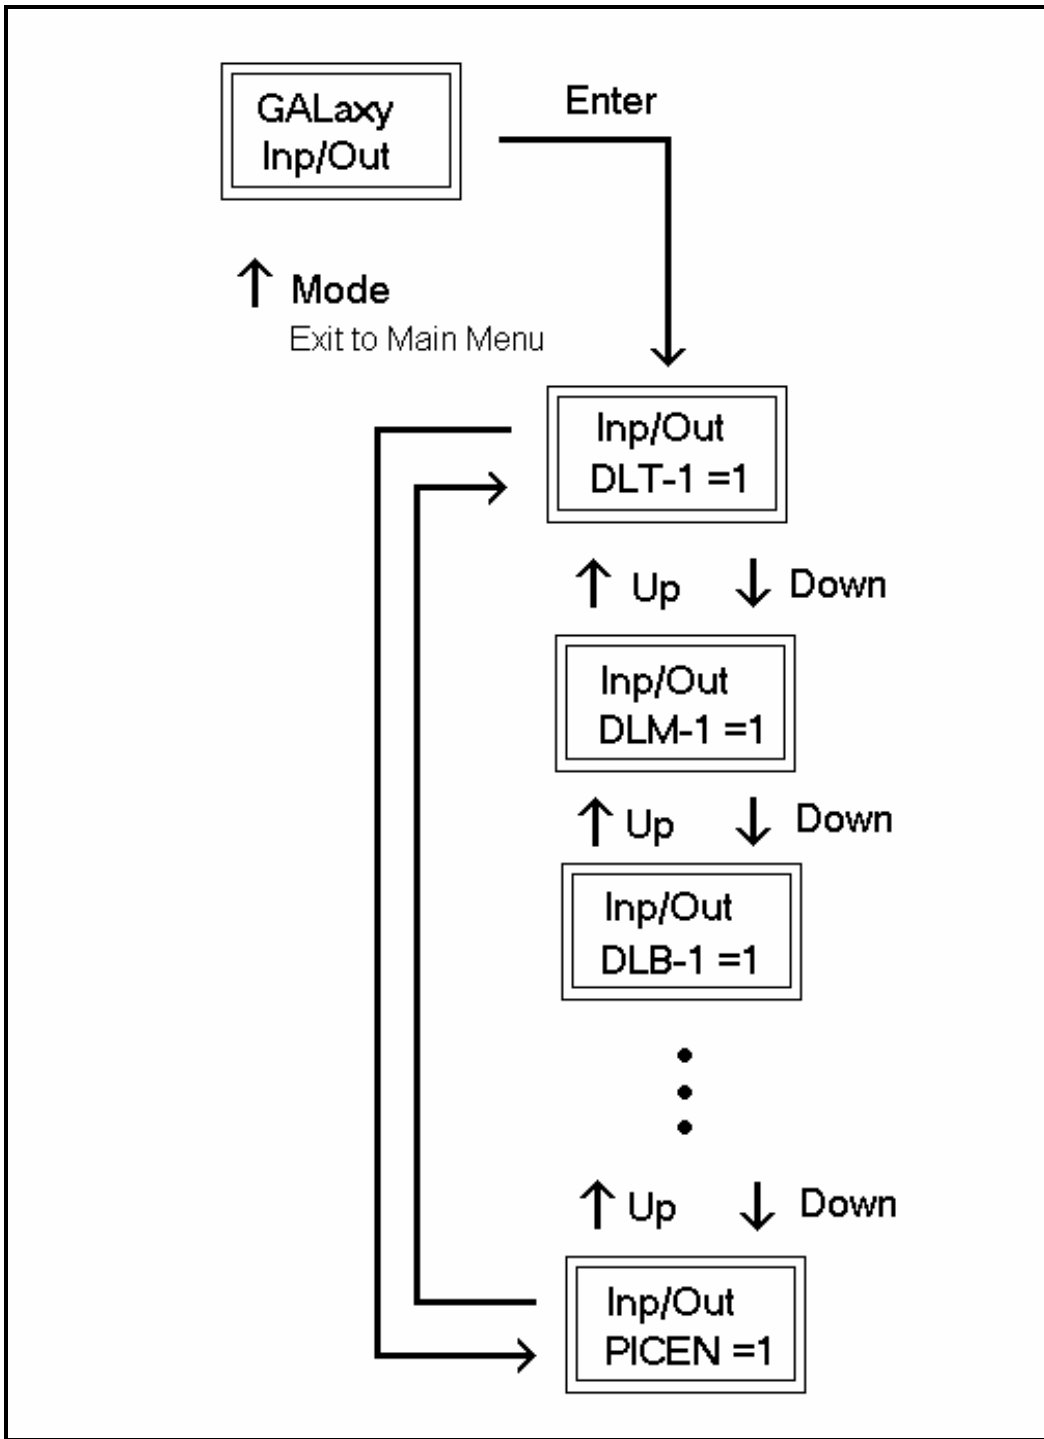 GALaxy
Inp/Out
Enter
Mode
Exit to Main Menu
Inp/Out
DLT-1 =1
Up Down
Inp/Out
DLM-1 =1
Up Down
Inp/Out
DLB-1 =1
Up Down
Inp/Out
PICEN =1